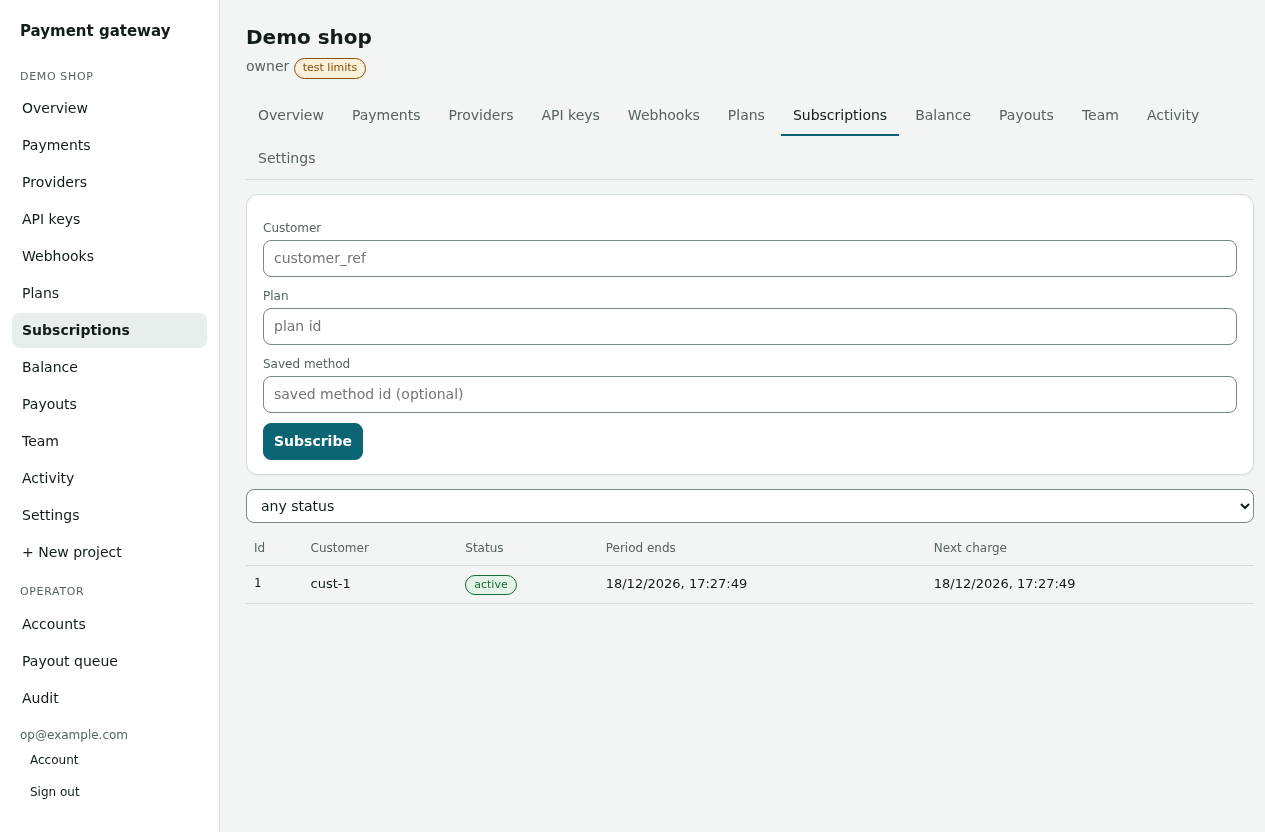 Payment gateway
DEMO SHOP
Overview
Payments
Providers
API keys
Webhooks
Plans
Subscriptions
Balance
Payouts
Team
Activity
Settings
+ New project
OPERATOR
Accounts
Payout queue
Audit
op@example.com
Account
Sign out
Demo shop
owner test limits
Overview Payments Providers API keys Webhooks Plans Subscriptions Balance Payouts Team Activity
Settings
Customer
customer_ref
Plan
plan id
Saved method
saved method id (optional)
Subscribe
any status
Id Customer Status Period ends Next charge
1 cust-1 active 18/12/2026, 17:27:49 18/12/2026, 17:27:49